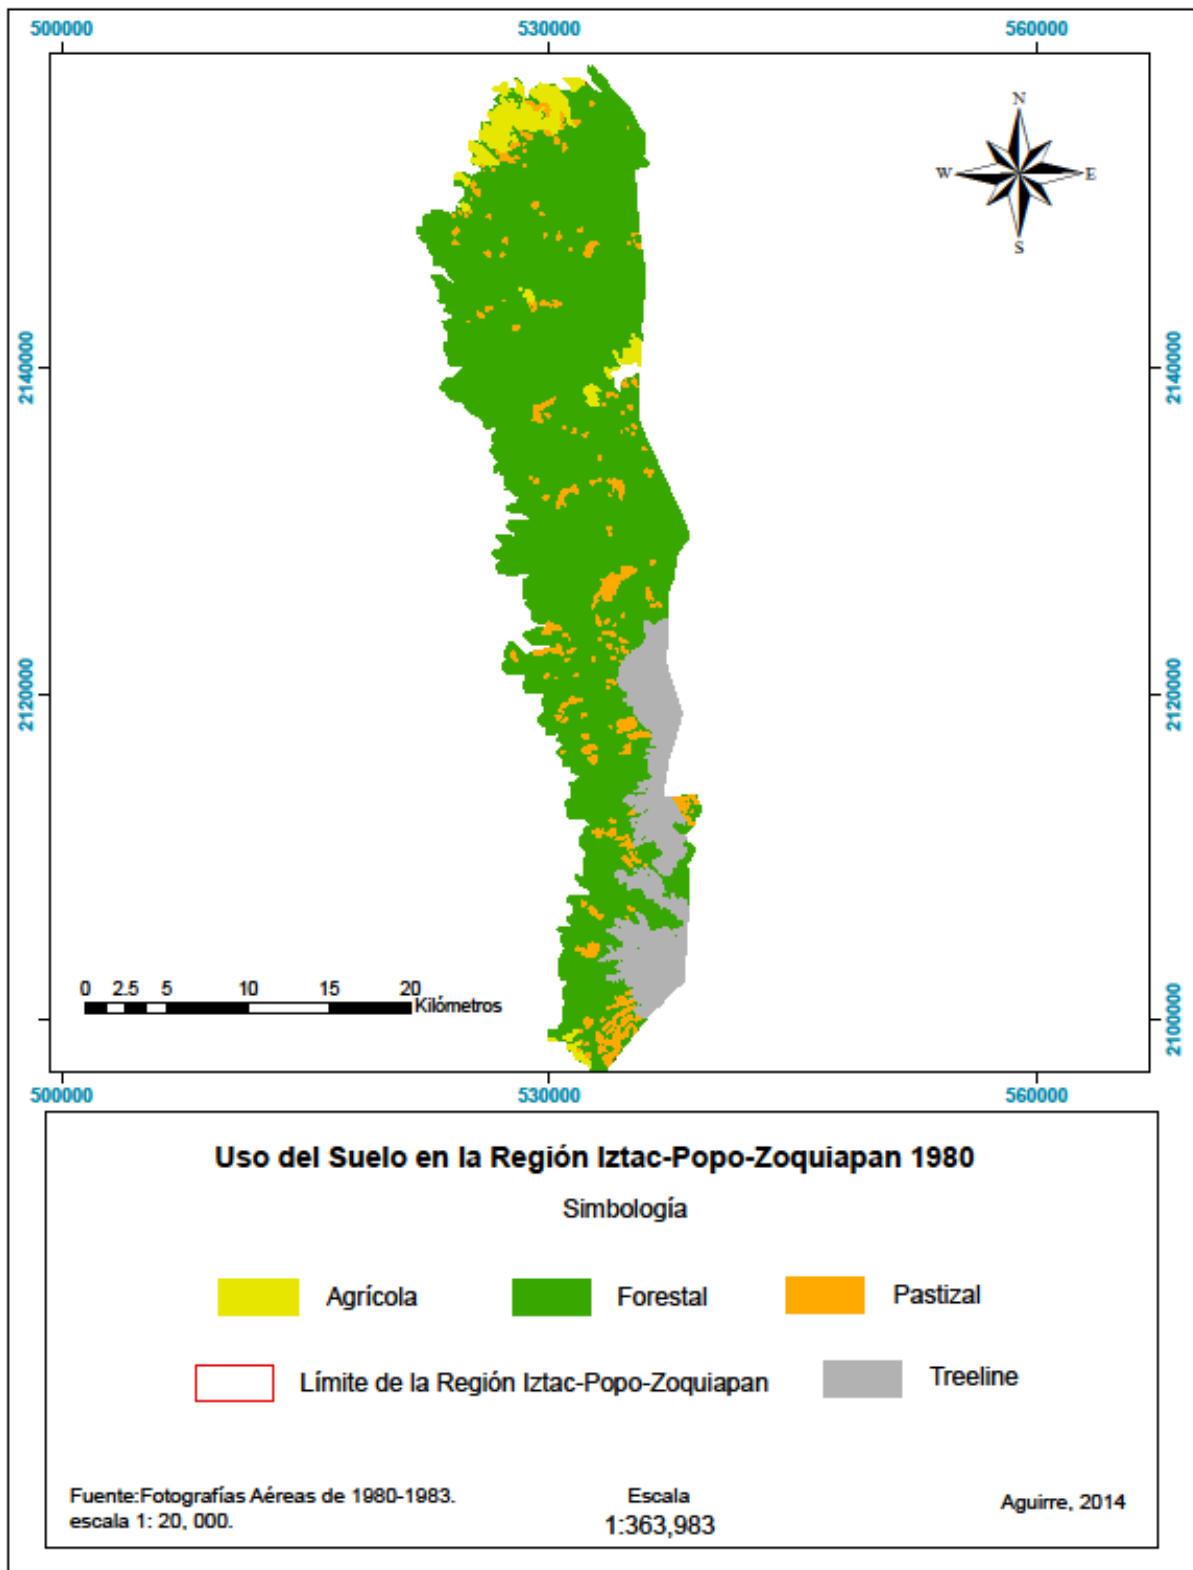 500000 530000 560000
N
W E
S
2140000 2140000
2120000 2120000
0 2.5 5 10 15 20
Kilómetros
2100000
500000 530000 560000
Uso del Suelo en la Región Iztac-Popo-Zoquiapan 1980
Simbología
Agrícola Forestal Pastizal
Límite de la Región Iztac-Popo-Zoquiapan Treeline
Fuente:Fotografías Aéreas de 1980-1983.
escala 1: 20, 000.
Escala
1:363,983
Aguirre, 2014